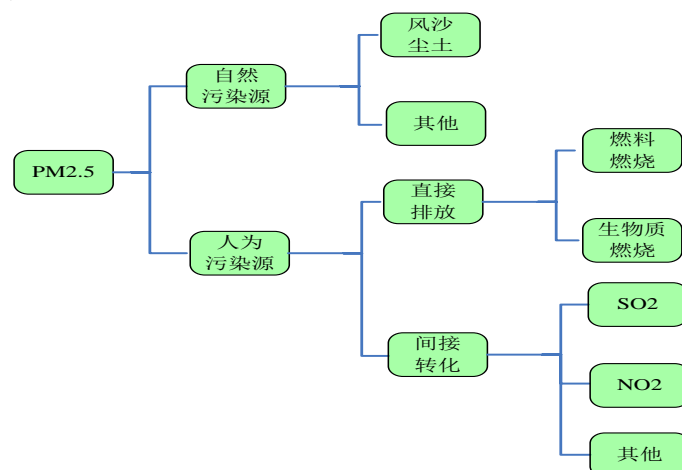 风沙
尘土
自然
污染源
其他
燃料
燃烧
PM2.5
直接
排放
人为
污染源
生物质
燃烧
SO2
间接
转化
NO2
其他